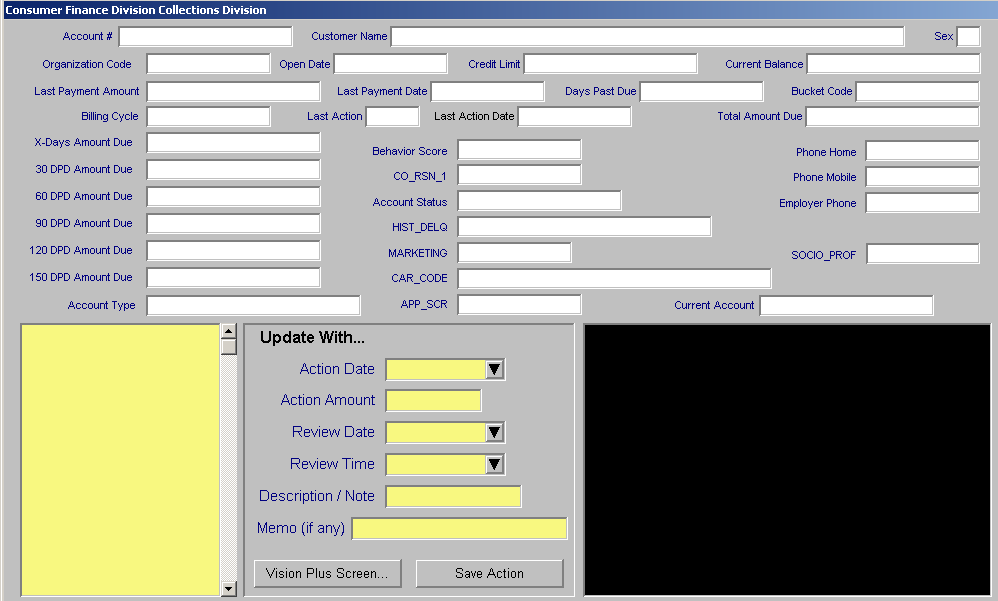 Consumer Finance Division Collections Division
Account # Customer Name Sex
Organization Code Open Date Credit Limit Current Balance
Last Payment Amount Last Payment Date Days Past Due Bucket Code
Billing Cycle Last Action Last Action Date Total Amount Due
X-Days Amount Due
30 DPD Amount Due
60 DPD Amount Due
90 DPD Amount Due
120 DPD Amount Due
150 DPD Amount Due
Account Type
Behavior Score
CO_RSN_1
Account Status
HIST_DELQ
MARKETING
CAR_CODE
APP_SCR
Phone Home
Phone Mobile
Employer Phone
SOCIO_PROF
Current Account
Update With...
Action Date
Action Amount
Review Date
Review Time
Description / Note
Memo (if any)
Vision Plus Screen... Save Action